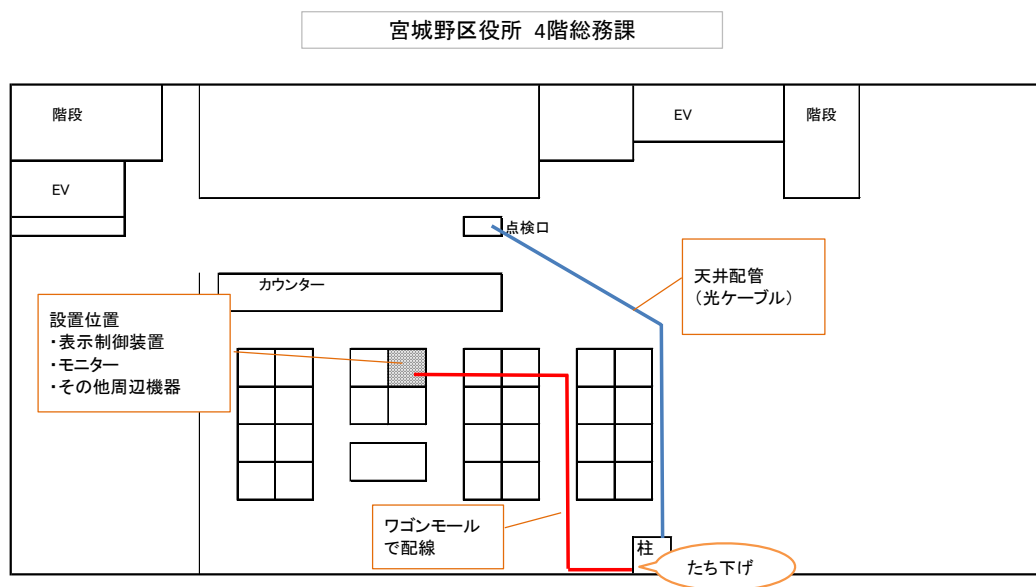 宮城野区役所 4階総務課
階段
EV
階段
EV
点検口
天井配管
（光ケーブル）
カウンター
設置位置
・表示制御装置
・モニター
・その他周辺機器
ワゴンモール
で配線
柱
たち下げ